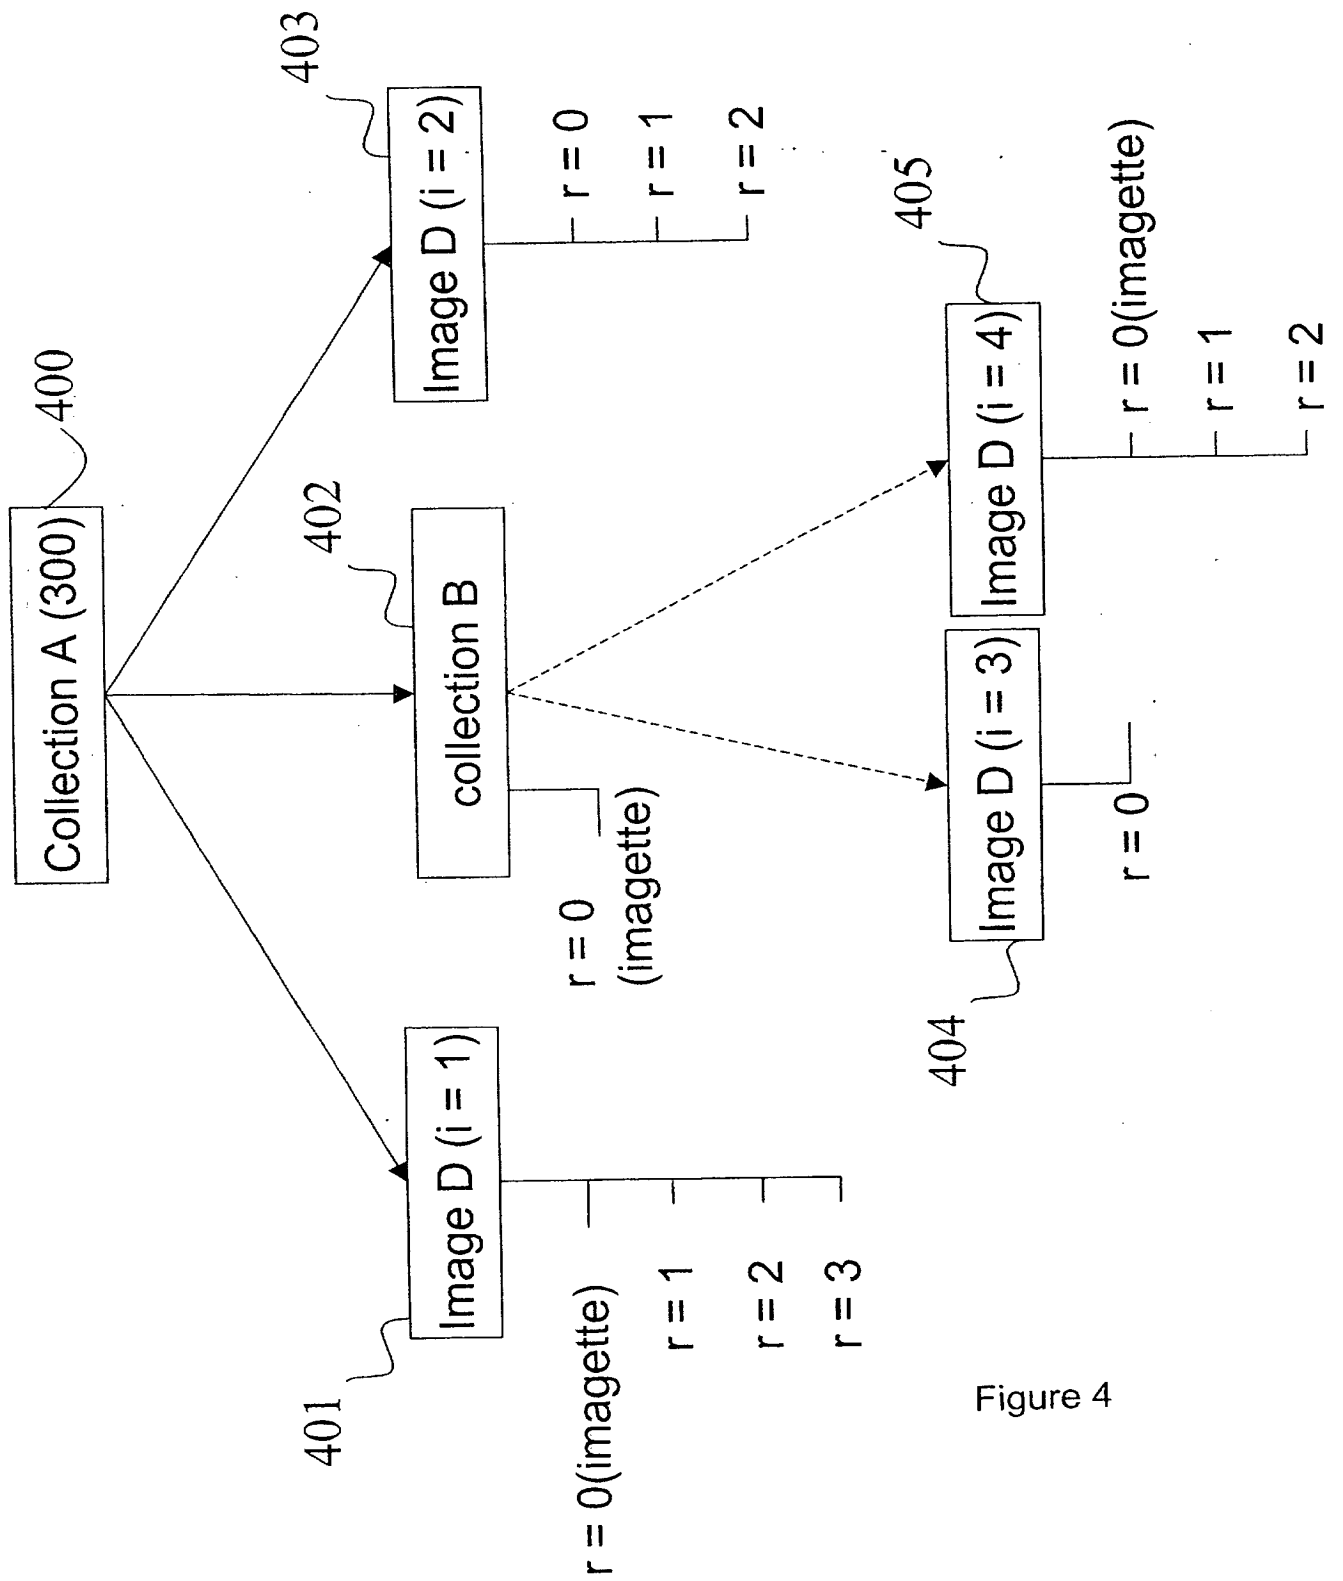 Collection A (300)
400
401
Image D (i = 1)
r = 0(imagette)
r = 1
r = 2
r = 3
402
collection B
r = 0
(imagette)
403
Image D (i = 2)
r = 0
r = 1
r = 2
404
Image D (i = 3)
r = 0
405
Image D (i = 4)
r = 0(imagette)
r = 1
r = 2
Figure 4